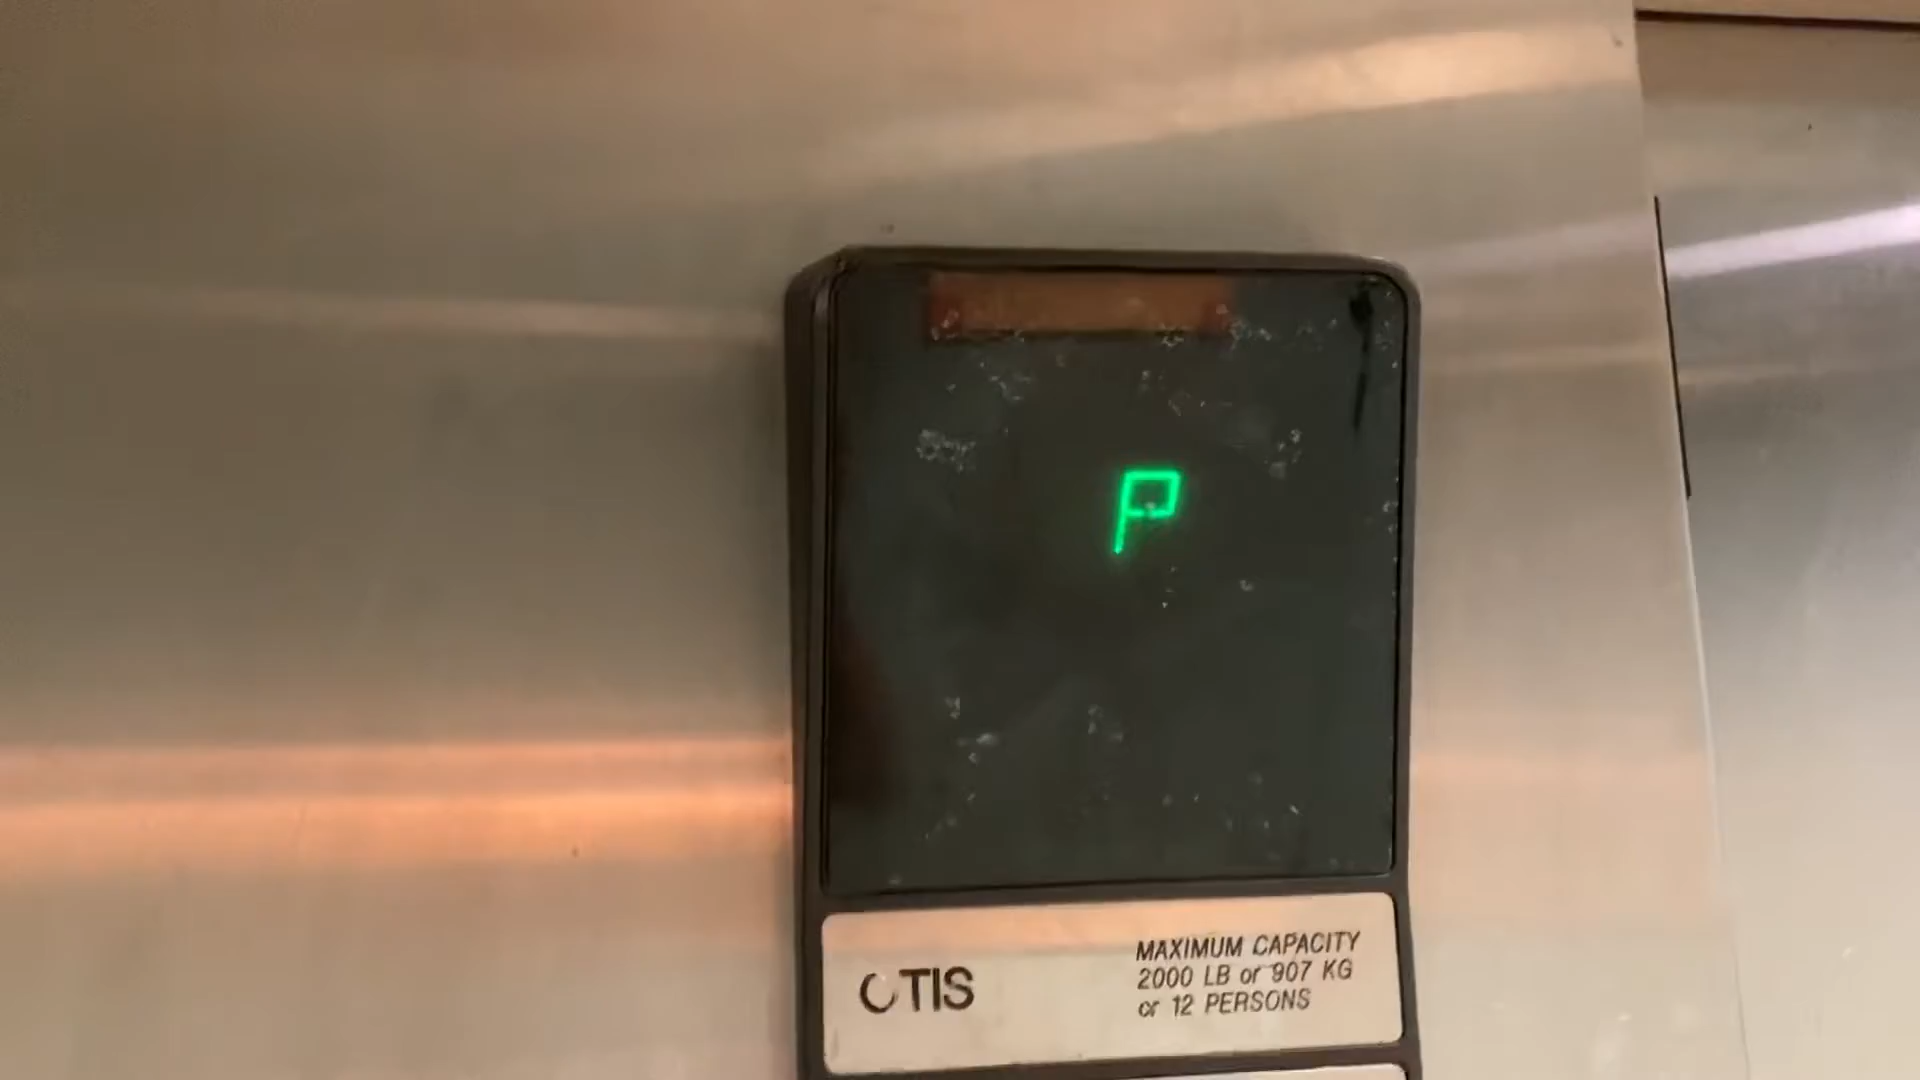 P
OTIS
MAXIMUM CAPACITY
2000 LB or 907 KG
or 12 PERSONS